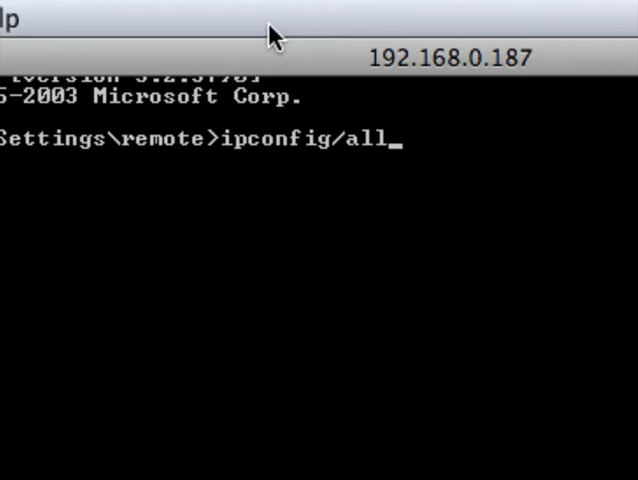 lp
192.168.0.187
5-2003 Microsoft Corp.
Settings\remote>ipconfig/all_